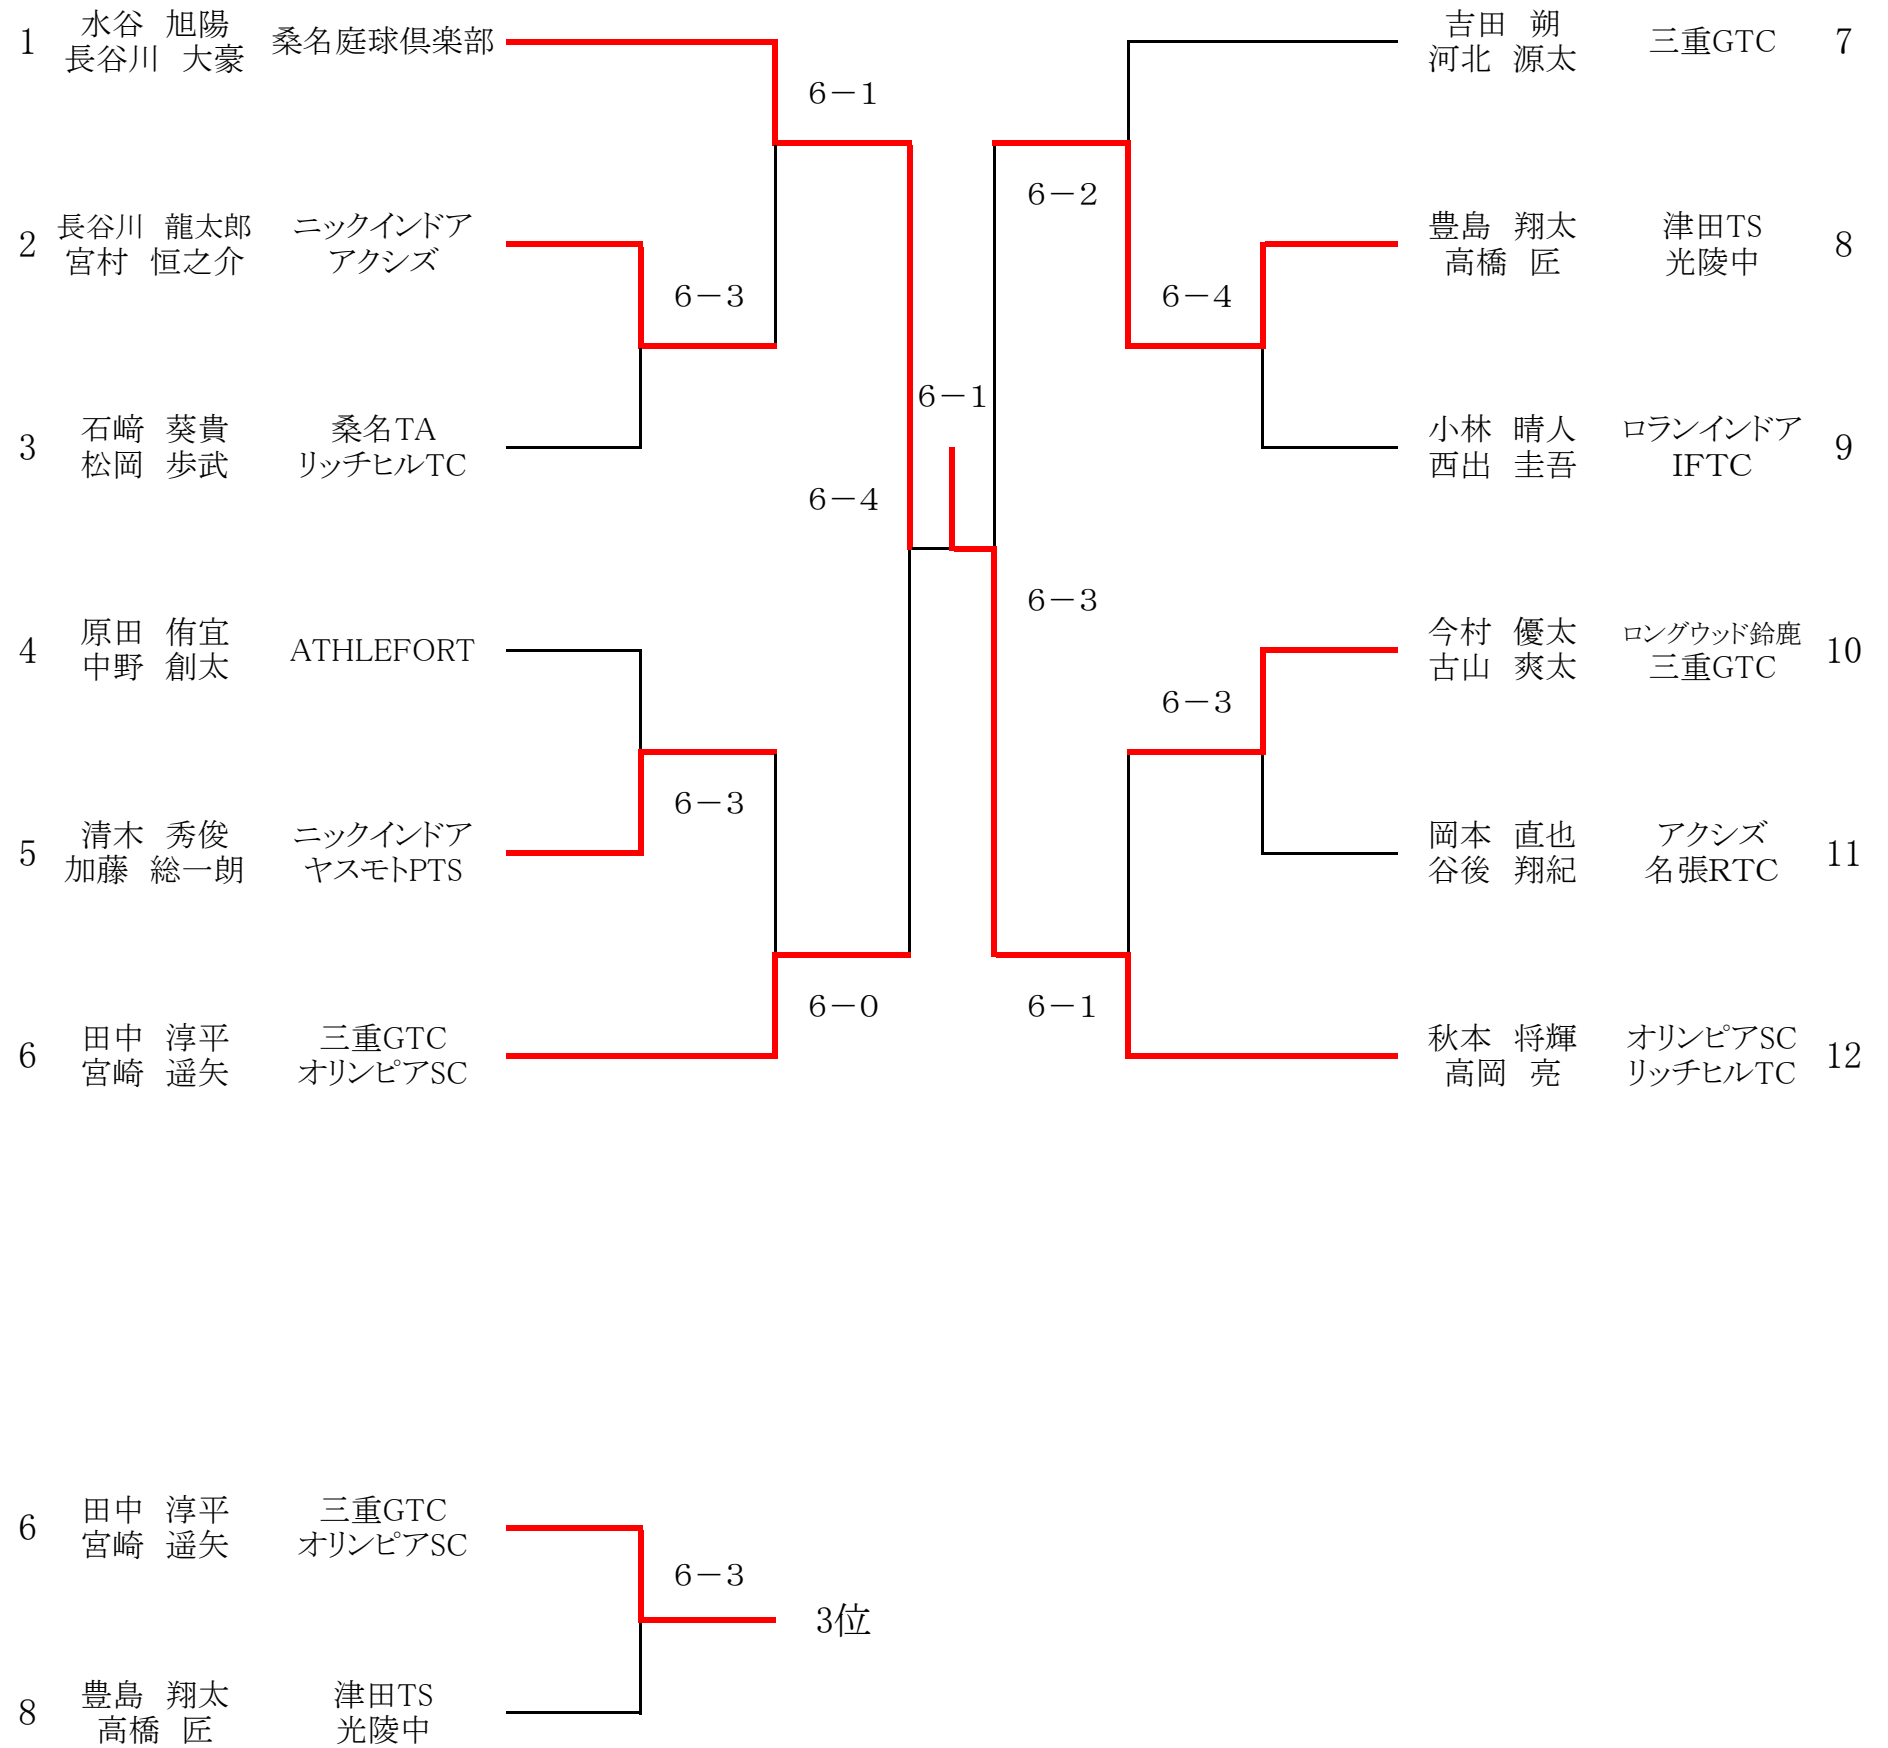 1 水谷 旭陽 桑名庭球倶楽部
長谷川 大豪
6－1
2 長谷川 龍太郎 ニックインドア
宮村 恒之介 アクシズ
6－3
3 石﨑 葵貴 桑名TA
松岡 歩武 リッチヒルTC
6－4
4 原田 侑宜 ATHLEFORT
中野 創太
6－3
5 清木 秀俊 ニックインドア
加藤 総一朗 ヤスモトPTS
6－0
6 田中 淳平 三重GTC
宮崎 遥矢 オリンピアSC
6－1
吉田 朔 三重GTC 7
河北 源太
6－2
豊島 翔太 津田TS 8
高橋 匠 光陵中
6－4
小林 晴人 ロランインドア 9
西出 圭吾 IFTC
6－3
今村 優太 ロングウッド鈴鹿 10
古山 爽太 三重GTC
6－3
岡本 直也 アクシズ 11
谷後 翔紀 名張RTC
6－1
秋本 将輝 オリンピアSC 12
高岡 亮 リッチヒルTC
6 田中 淳平 三重GTC
宮崎 遥矢 オリンピアSC
6－3
3位
8 豊島 翔太 津田TS
高橋 匠 光陵中